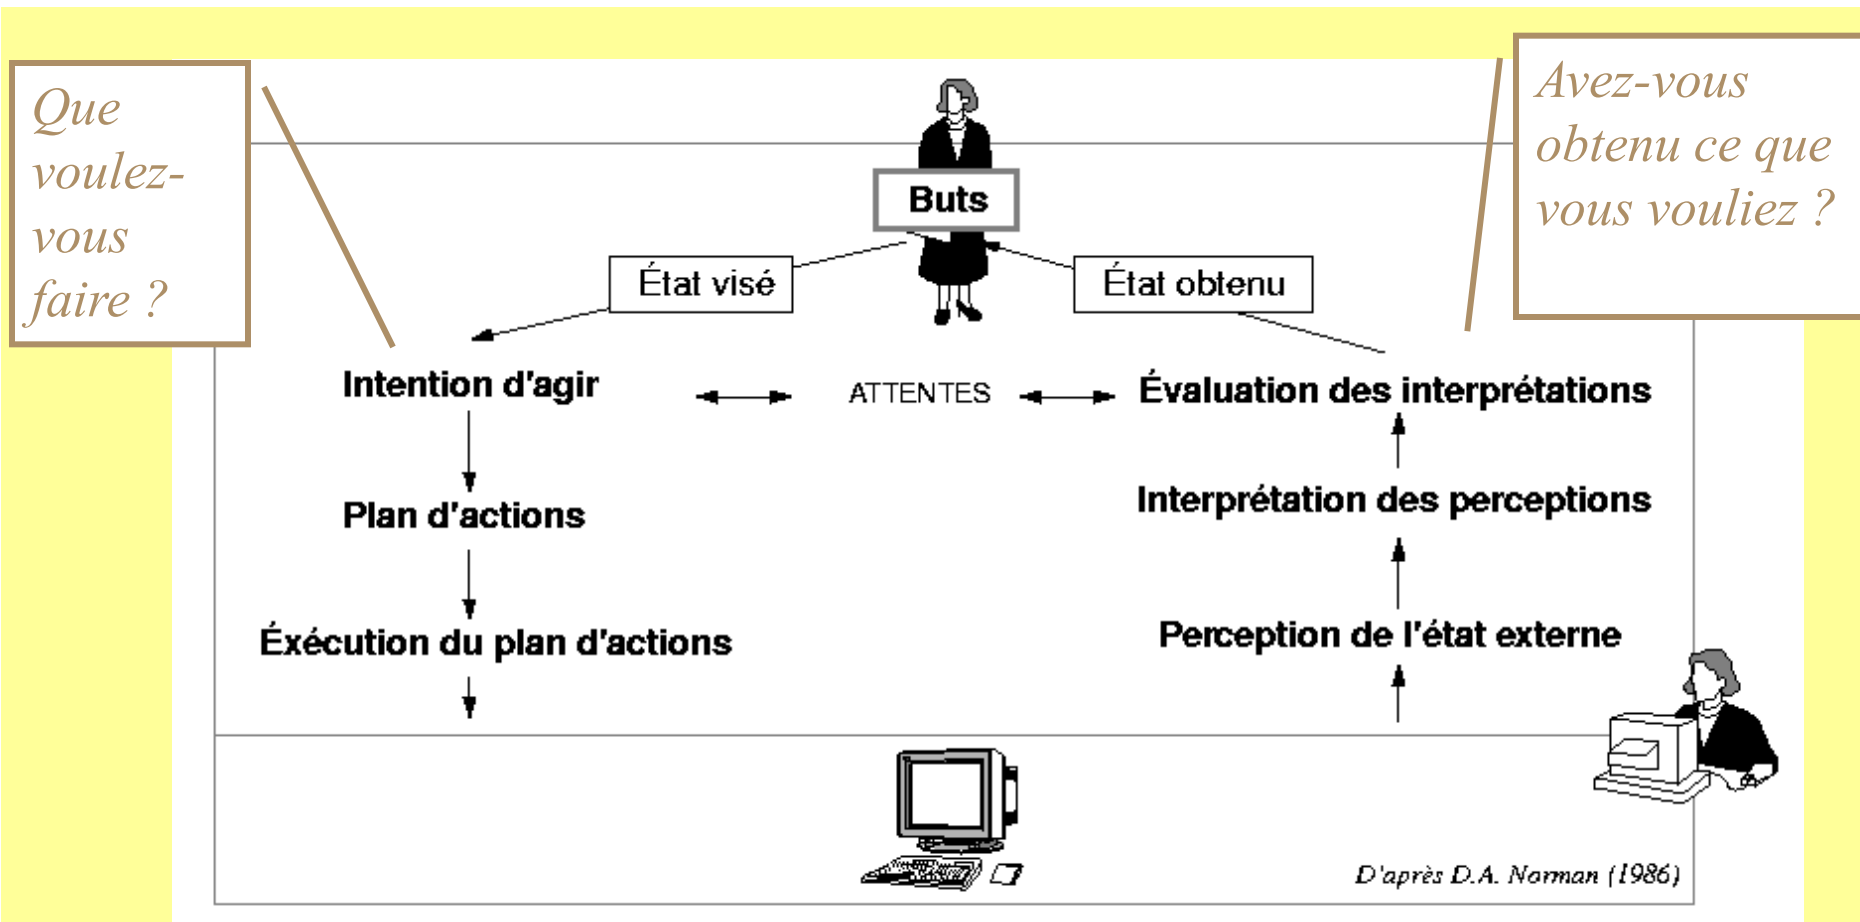 Que
voulez-
vous
faire ?
Avez-vous
obtenu ce que
vous vouliez ?
Buts
État visé
État obtenu
Intention d'agir
ATTENTES
Évaluation des interprétations
Plan d'actions
Interprétation des perceptions
Éxécution du plan d'actions
Perception de l'état externe
D'après D.A. Norman (1986)